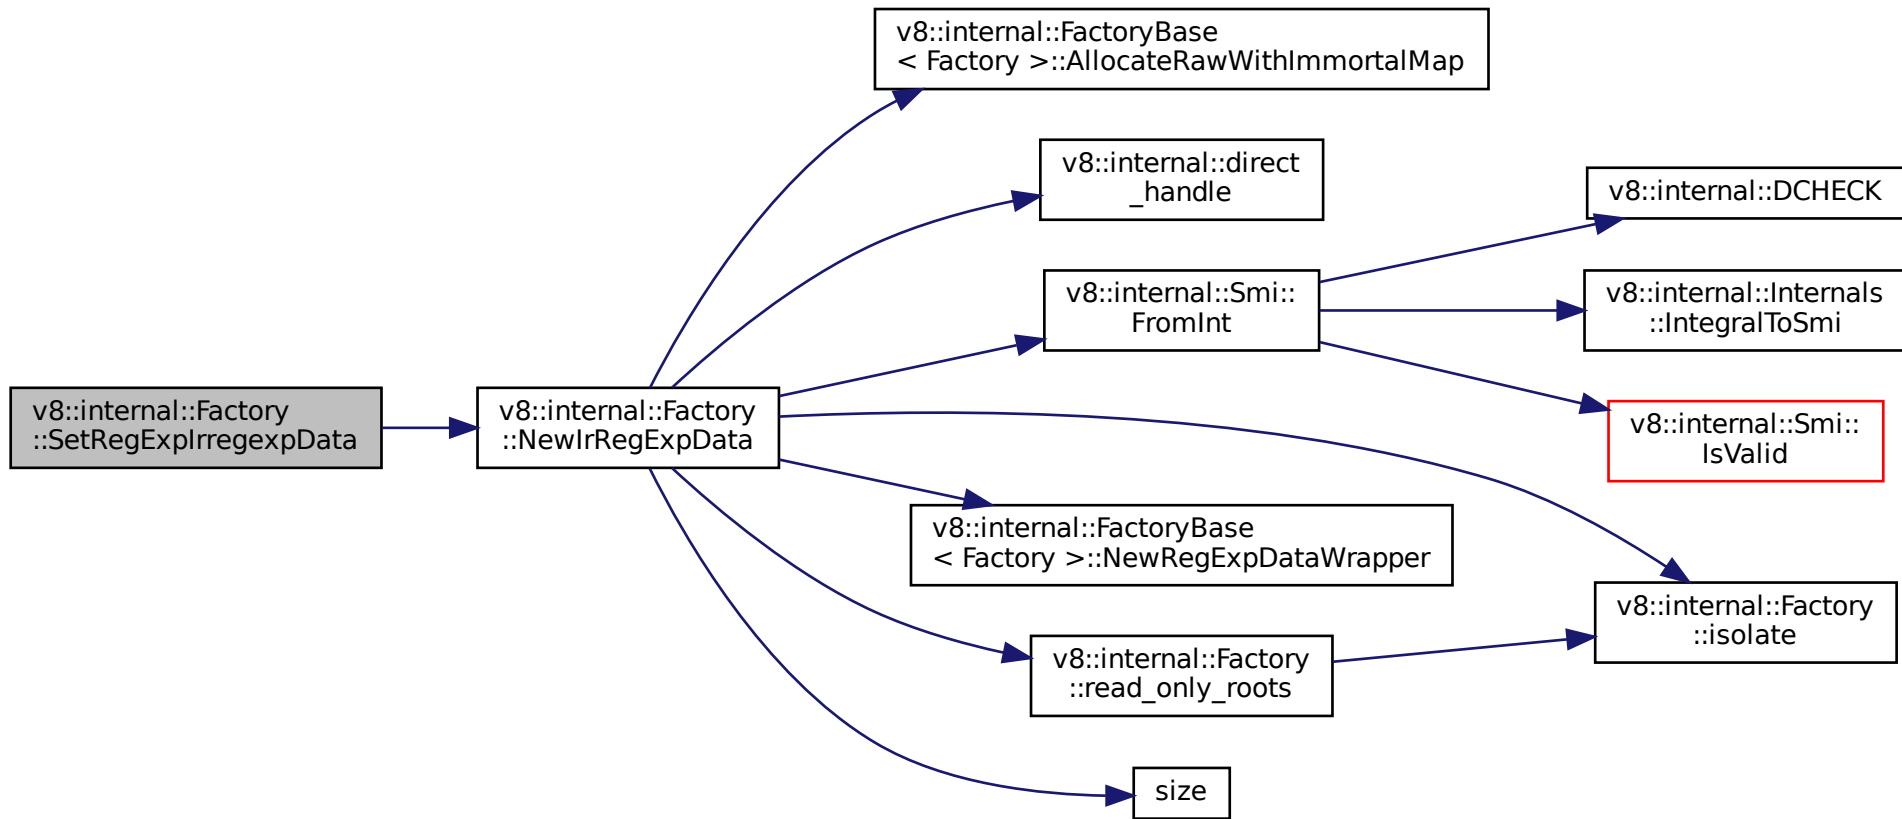 v8::internal::FactoryBase
< Factory >::AllocateRawWithImmortalMap
v8::internal::direct
_handle
v8::internal::DCHECK
v8::internal::Smi::
FromInt
v8::internal::Internals
::IntegralToSmi
v8::internal::Factory
::SetRegExpIrregexpData
v8::internal::Factory
::NewIrRegExpData
v8::internal::Smi::
IsValid
v8::internal::FactoryBase
< Factory >::NewRegExpDataWrapper
v8::internal::Factory
::isolate
v8::internal::Factory
::read_only_roots
size